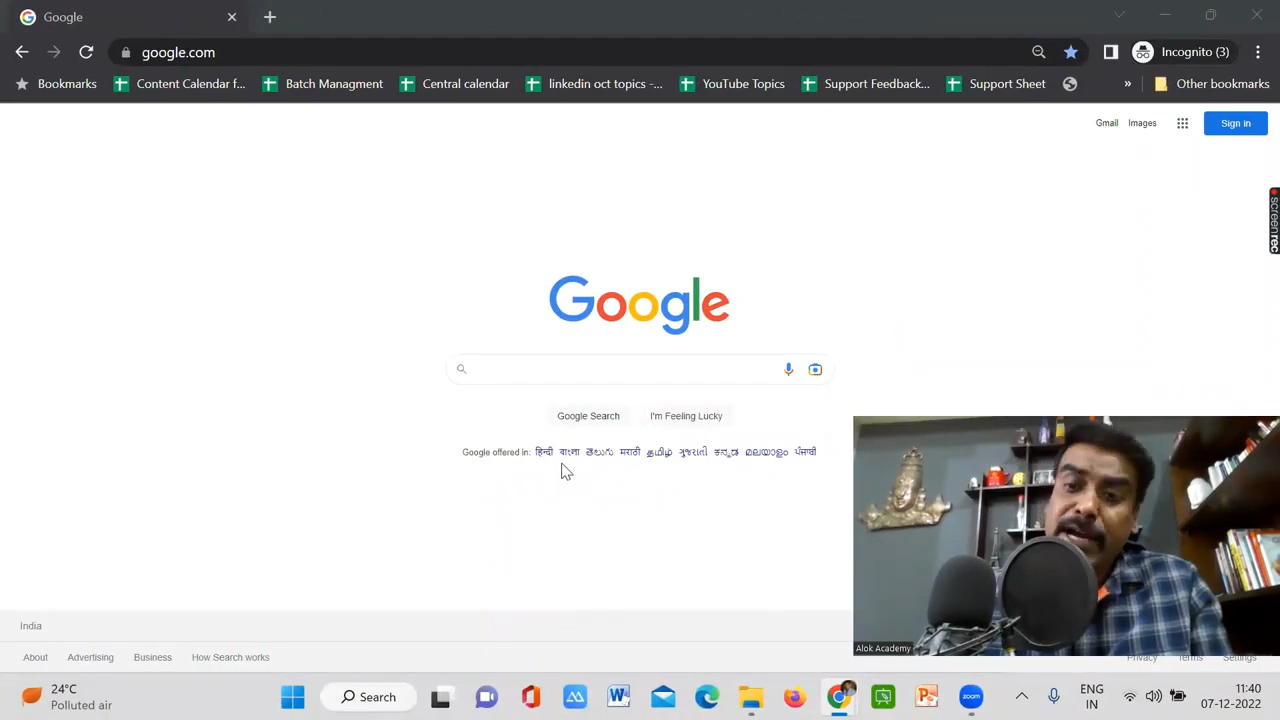 Google
google.com
Incognito (3)
Bookmarks
Content Calendar f...
Batch Managment
Central calendar
linkedin oct topics -...
YouTube Topics
Support Feedback...
Support Sheet
»
Other bookmarks
Gmail Images
Sign in
screenrec
Google
Google Search I'm Feeling Lucky
Google offered in: हिन्दी বাংলা తెలుగు मराठी தமிழ் ગુજરાતી ಕನ್ನಡ മലയാളം ਪੰਜਾਬੀ
Alok Academy
India
About Advertising Business How Search works
Privacy Terms Settings
24°C
Polluted air
Search
W
P
zoom
ENG
IN
11:40
07-12-2022